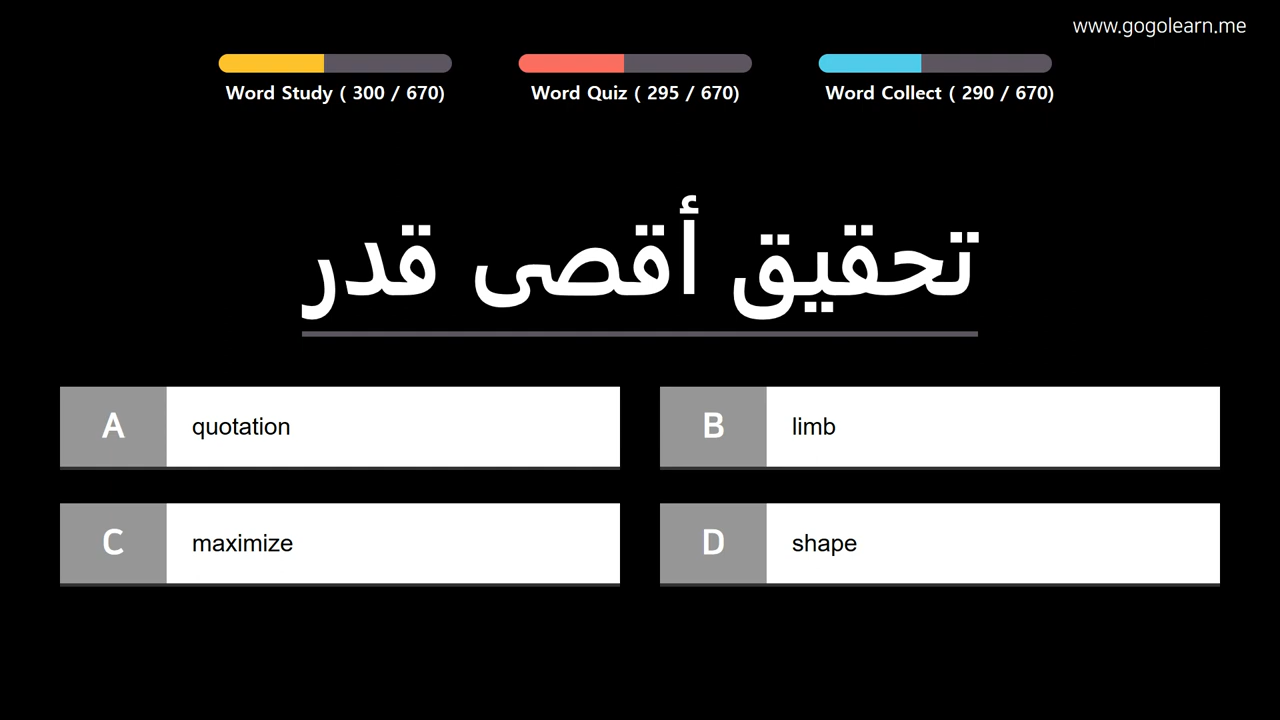 www.gogolearn.me
Word Study ( 300 / 670)
Word Quiz ( 295 / 670)
Word Collect ( 290 / 670)
تحقيق أقصى قدر
A quotation
B limb
C maximize
D shape